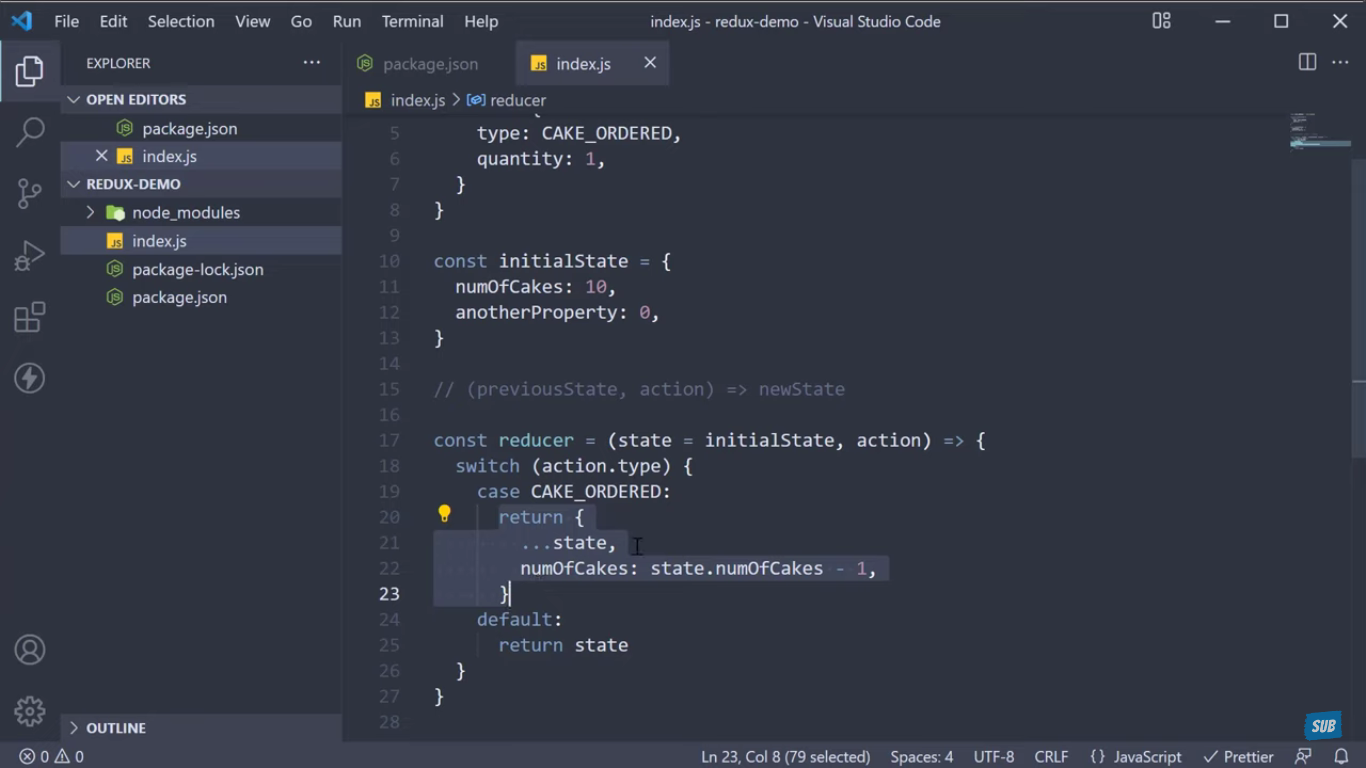 File Edit Selection View Go Run Terminal Help index.js - redux-demo - Visual Studio Code
EXPLORER
OPEN EDITORS
package.json
index.js
REDUX-DEMO
node_modules
index.js
package-lock.json
package.json
OUTLINE
package.json index.js
index.js > reducer
5 type: CAKE_ORDERED,
6 quantity: 1,
7 }
8 }
9
10 const initialState = {
11 numOfCakes: 10,
12 anotherProperty: 0,
13 }
14
15 // (previousState, action) => newState
16
17 const reducer = (state = initialState, action) => {
18 switch (action.type) {
19 case CAKE_ORDERED:
20 return {
21 ...state,
22 numOfCakes: state.numOfCakes - 1,
23 }
24 default:
25 return state
26 }
27 }
28
SUB
0 0 Ln 23, Col 8 (79 selected) Spaces: 4 UTF-8 CRLF {} JavaScript Prettier